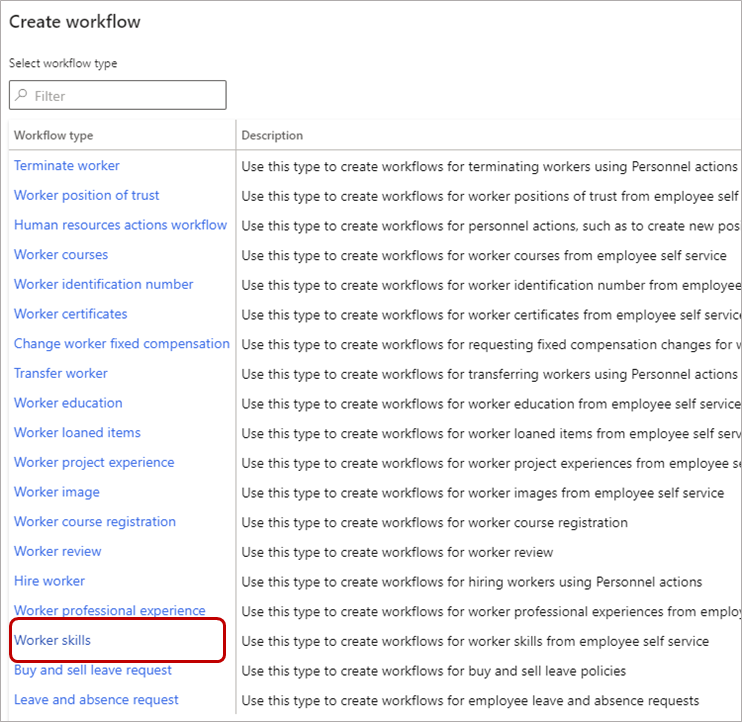 Create workflow
Select workflow type
Filter
Workflow type Description
Terminate worker Use this type to create workflows for terminating workers using Personnel actions
Worker position of trust Use this type to create workflows for worker positions of trust from employee self
Human resources actions workflow Use this type to create workflows for personnel actions, such as to create new pos
Worker courses Use this type to create workflows for worker courses from employee self service
Worker identification number Use this type to create workflows for worker identification number from employee
Worker certificates Use this type to create workflows for worker certificates from employee self service
Change worker fixed compensation Use this type to create workflows for requesting fixed compensation changes for w
Transfer worker Use this type to create workflows for transferring workers using Personnel actions
Worker education Use this type to create workflows for worker education from employee self service
Worker loaned items Use this type to create workflows for worker loaned items from employee self serv
Worker project experience Use this type to create workflows for worker project experiences from employee se
Worker image Use this type to create workflows for worker images from employee self service
Worker course registration Use this type to create workflows for worker course registration
Worker review Use this type to create workflows for worker review
Hire worker Use this type to create workflows for hiring workers using Personnel actions
Worker professional experience Use this type to create workflows for worker professional experiences from employ
Worker skills Use this type to create workflows for worker skills from employee self service
Buy and sell leave request Use this type to create workflows for buy and sell leave policies
Leave and absence request Use this type to create workflows for employee leave and absence requests